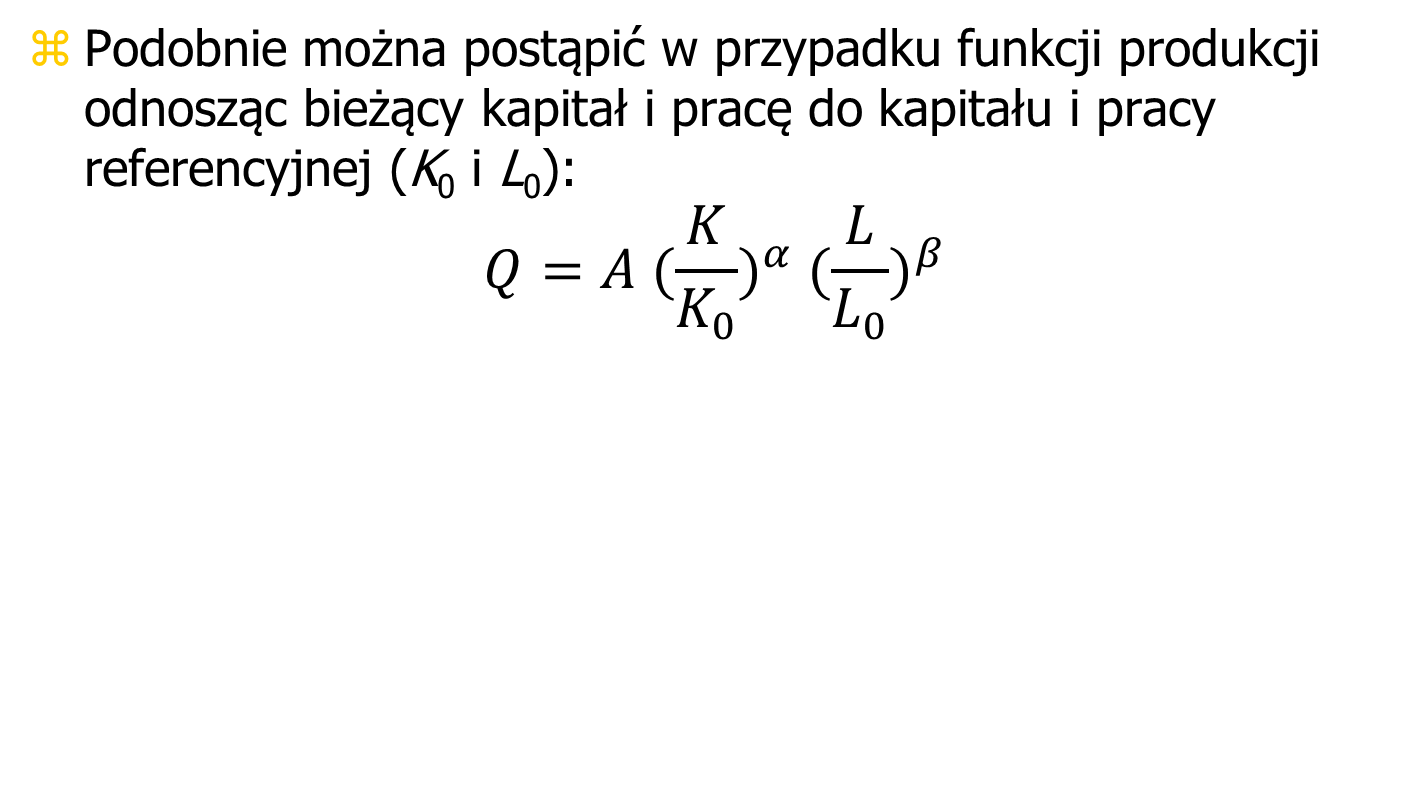 ⌘ Podobnie można postąpić w przypadku funkcji produkcji
odnosząc bieżący kapitał i pracę do kapitału i pracy
referencyjnej (K₀ i L₀):
Q = A (K/K₀)^α (L/L₀)^β